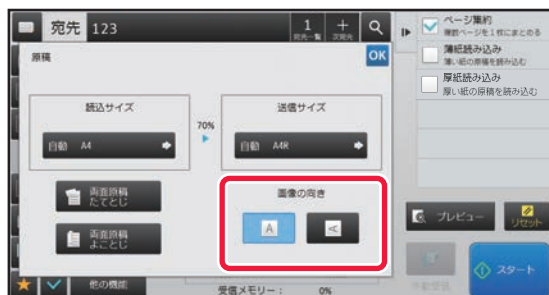 宛先 123
1
宛先一覧
次宛先
原稿
OK
読込サイズ
自動 A4
70%
送信サイズ
自動 A4R
両面原稿
たてとじ
両面原稿
よことじ
画像の向き
A
A
ページ集約
複数ページを1枚にまとめる
薄紙読み込み
薄い紙の原稿を読み込む
厚紙読み込み
厚い紙の原稿を読み込む
プレビュー
リセット
スタート
他の機能
受信メモリー: 0%